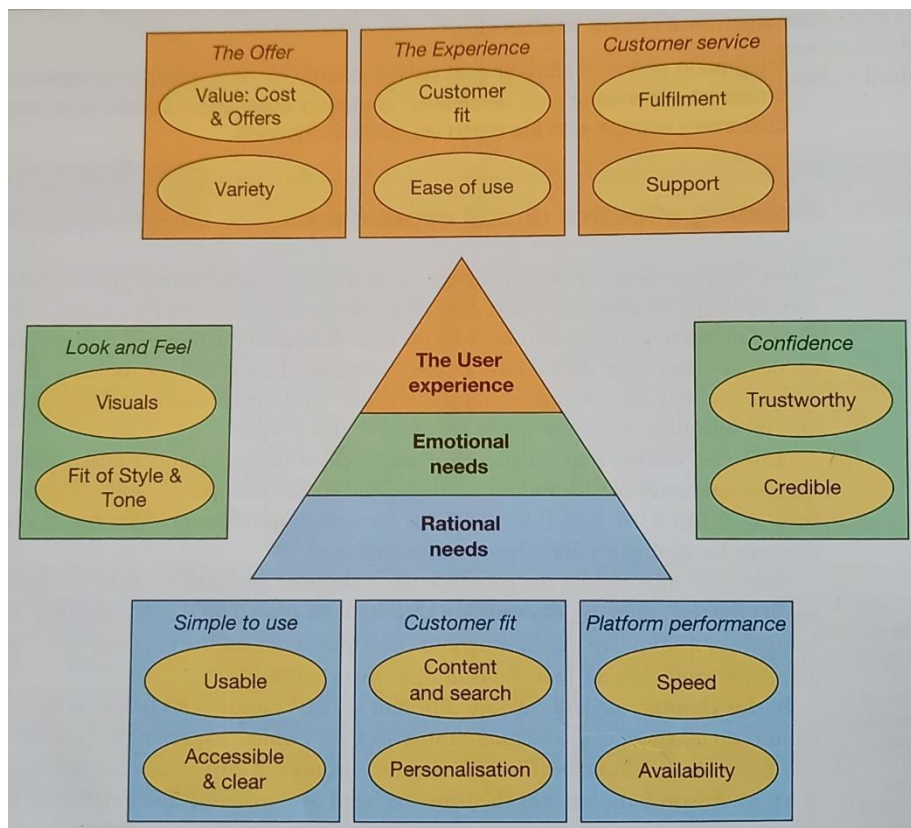 The Offer
Value: Cost
& Offers
Variety
The Experience
Customer
fit
Ease of use
Customer service
Fulfilment
Support
Look and Feel
Visuals
Fit of Style &
Tone
The User
experience
Emotional
needs
Rational
needs
Confidence
Trustworthy
Credible
Simple to use
Usable
Accessible
& clear
Customer fit
Content
and search
Personalisation
Platform performance
Speed
Availability